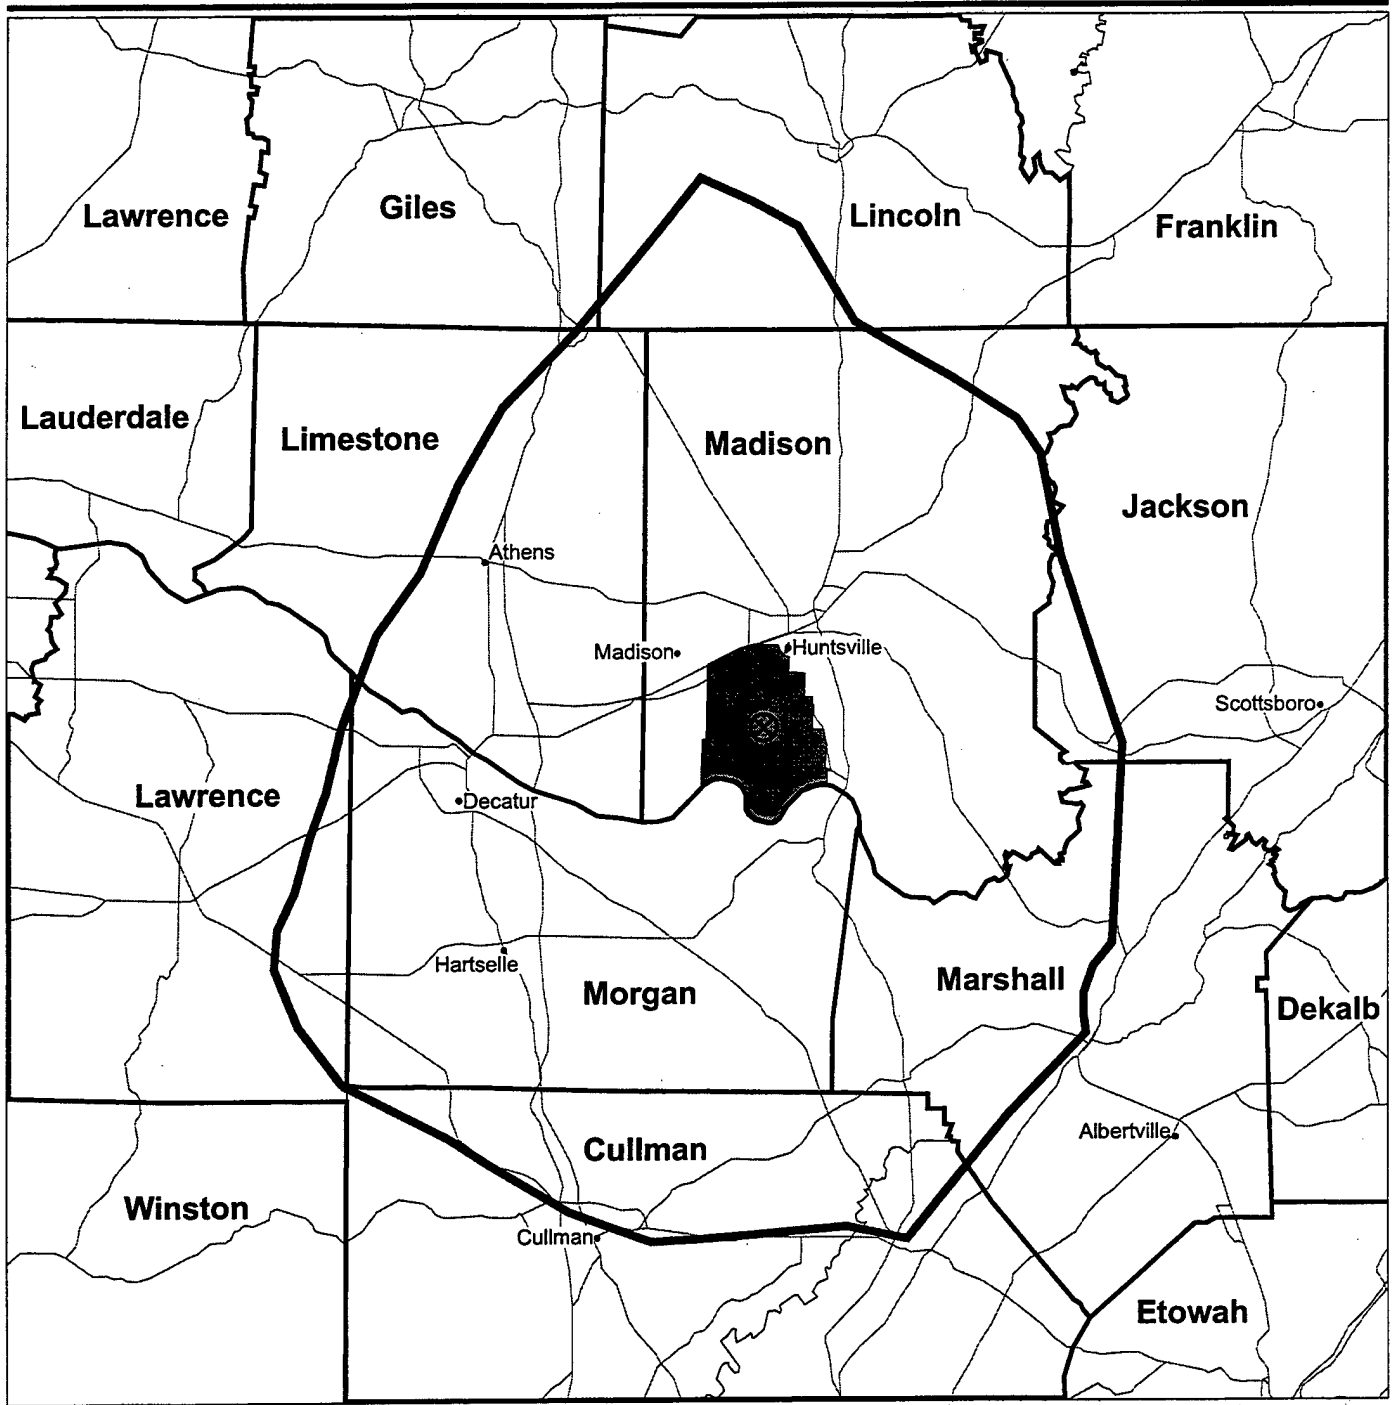 Lawrence
Giles
Lincoln
Franklin
Lauderdale
Limestone
Madison
Jackson
Athens
Madison
Huntsville
Scottsboro
Lawrence
Decatur
Hartselle
Morgan
Marshall
Dekalb
Cullman
Albertville
Winston
Cullman
Etowah